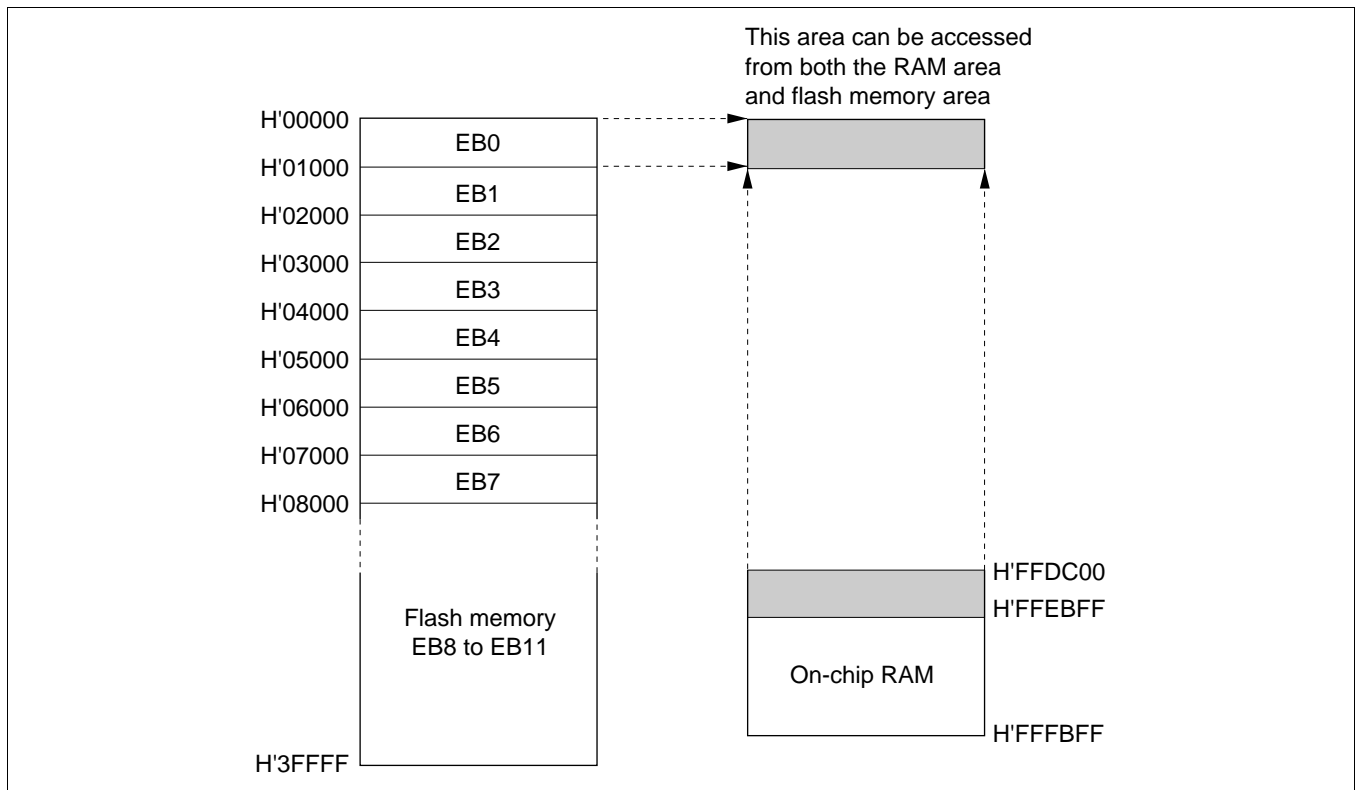 This area can be accessed
from both the RAM area
and flash memory area
H'00000
EB0
H'01000
EB1
H'02000
EB2
H'03000
EB3
H'04000
EB4
H'05000
EB5
H'06000
EB6
H'07000
EB7
H'08000
H'FFDC00
H'FFEBFF
Flash memory
EB8 to EB11
On-chip RAM
H'FFFBFF
H'3FFFF